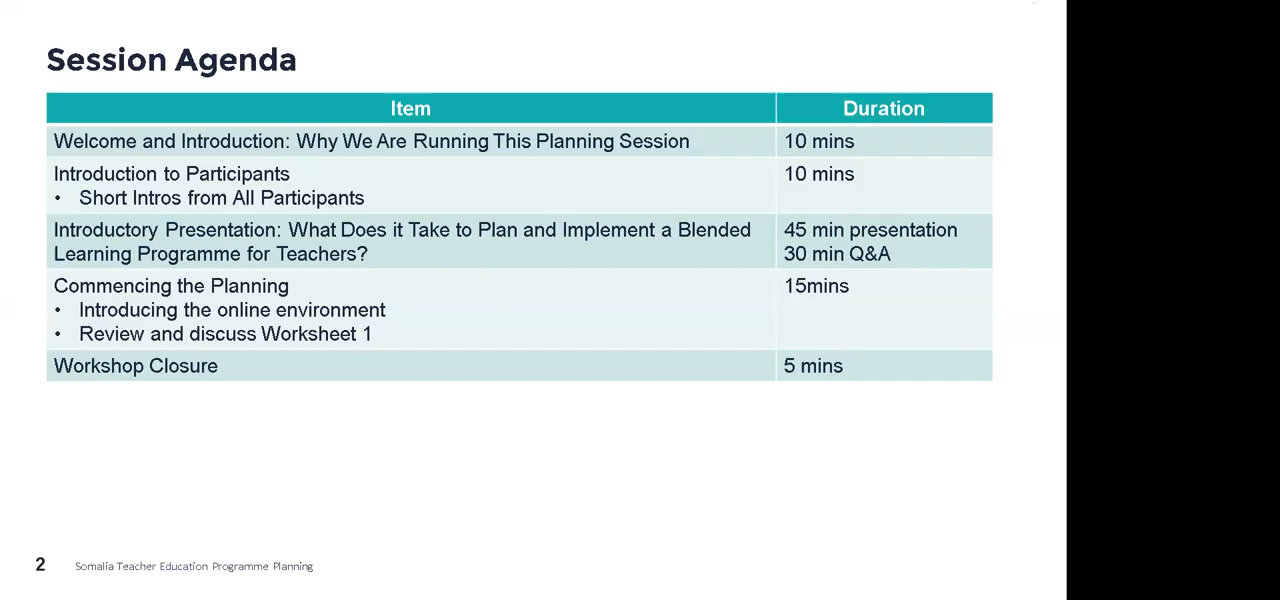 Session Agenda
Item Duration
Welcome and Introduction: Why We Are Running This Planning Session 10 mins
Introduction to Participants 10 mins
• Short Intros from All Participants
Introductory Presentation: What Does it Take to Plan and Implement a Blended 45 min presentation
Learning Programme for Teachers? 30 min Q&A
Commencing the Planning 15mins
• Introducing the online environment
• Review and discuss Worksheet 1
Workshop Closure 5 mins
2 Somalia Teacher Education Programme Planning